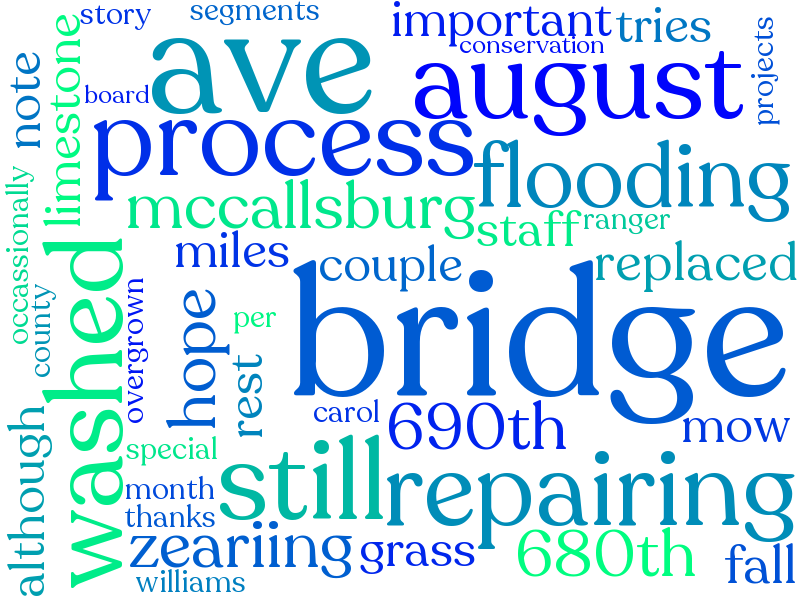 story
segments
important
tries
conservation
projects
note
limestone
board
ave
august
process
flooding
mccallsburg
staff
ranger
occassionally
county
washed
miles
couple
replaced
overgrown
hope
per
rest
bridge
carol
690th
mow
although
special
still
repairing
month
thanks
zeariing
grass
680th
fall
williams